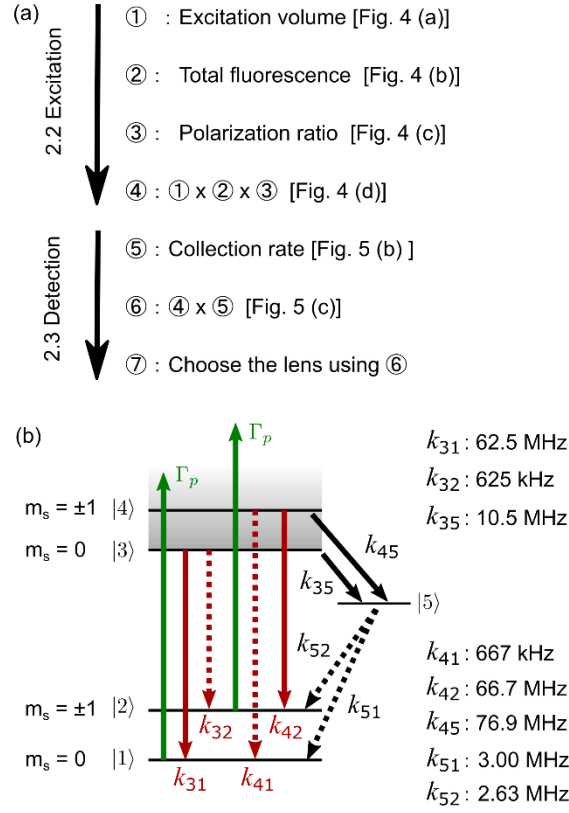 (a)
2.2 Excitation
① : Excitation volume [Fig. 4 (a)]
② : Total fluorescence [Fig. 4 (b)]
③ : Polarization ratio [Fig. 4 (c)]
④ : ① x ② x ③ [Fig. 4 (d)]
2.3 Detection
⑤ : Collection rate [Fig. 5 (b) ]
⑥ : ④ x ⑤ [Fig. 5 (c)]
⑦ : Choose the lens using ⑥
(b)
Γp
Γp
k31 : 62.5 MHz
k32 : 625 kHz
k35 : 10.5 MHz
ms = ±1 |4⟩
ms = 0 |3⟩
k45
k35
|5⟩
k52
k51
ms = ±1 |2⟩
k32 k42
ms = 0 |1⟩
k31 k41
k41 : 667 kHz
k42 : 66.7 MHz
k45 : 76.9 MHz
k51 : 3.00 MHz
k52 : 2.63 MHz